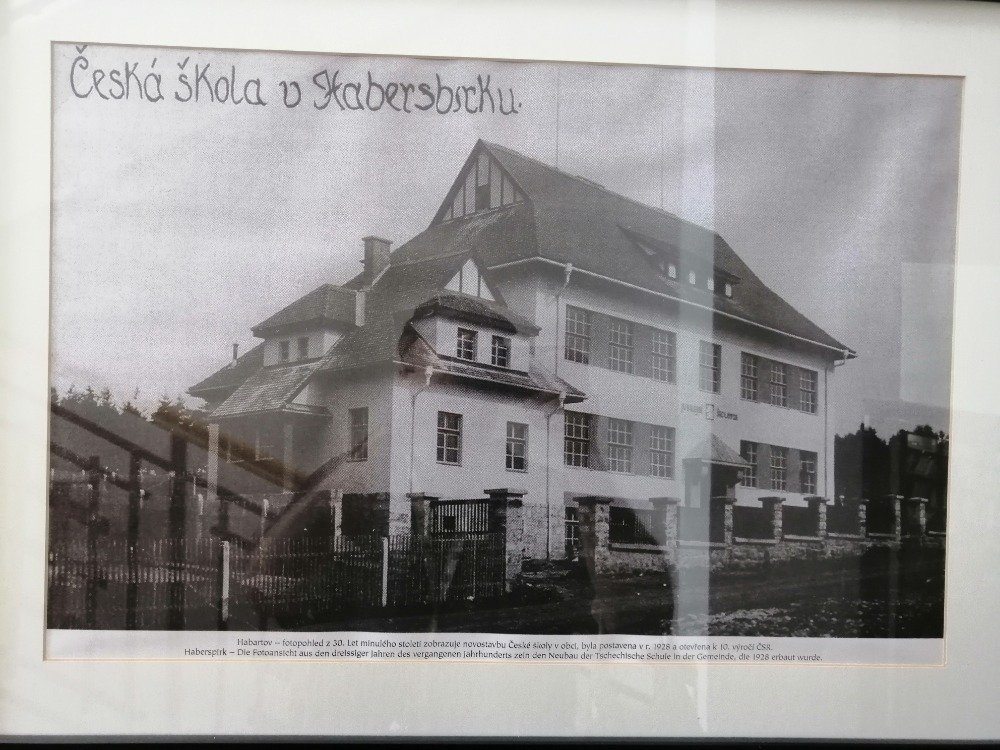 Česká škola v Habersbirku.
Habartov – fotopohled z 30. Let minulého století zobrazuje novostavbu České školy v obci, byla postavena v r. 1928 a otevřena k 10. výročí ČSR.
Haberspirk – Die Fotoansicht aus den dreissiger Jahren des vergangenen Jahrhunderts zein den Neubau der Tschechische Schule in der Gemeinde, die 1928 erbaut wurde.